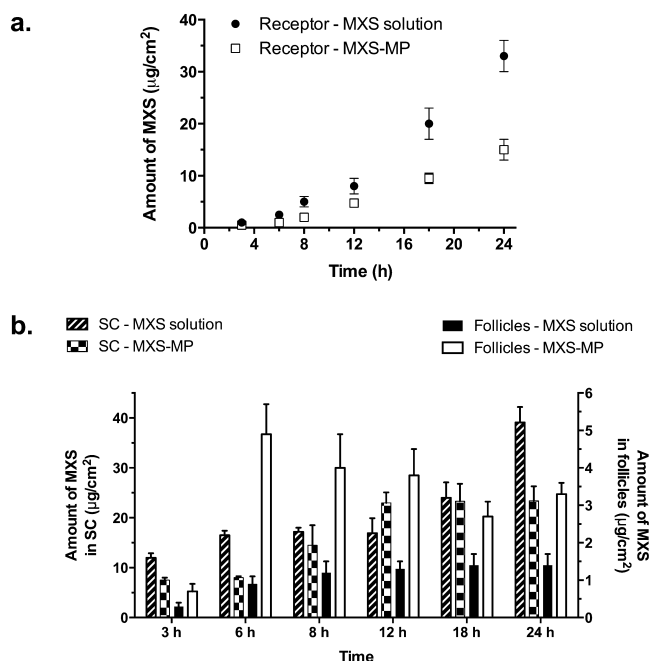 a.
Receptor - MXS solution
Receptor - MXS-MP
Amount of MXS (μg/cm²)
40
30
20
10
0
0 4 8 12 16 20 24
Time (h)
b.
SC - MXS solution
SC - MXS-MP
Follicles - MXS solution
Follicles - MXS-MP
Amount of MXS
in SC (μg/cm²)
40
30
20
10
0
6
5
4
3
2
1
0
Amount of MXS
in follicles (μg/cm²)
3 h 6 h 8 h 12 h 18 h 24 h
Time